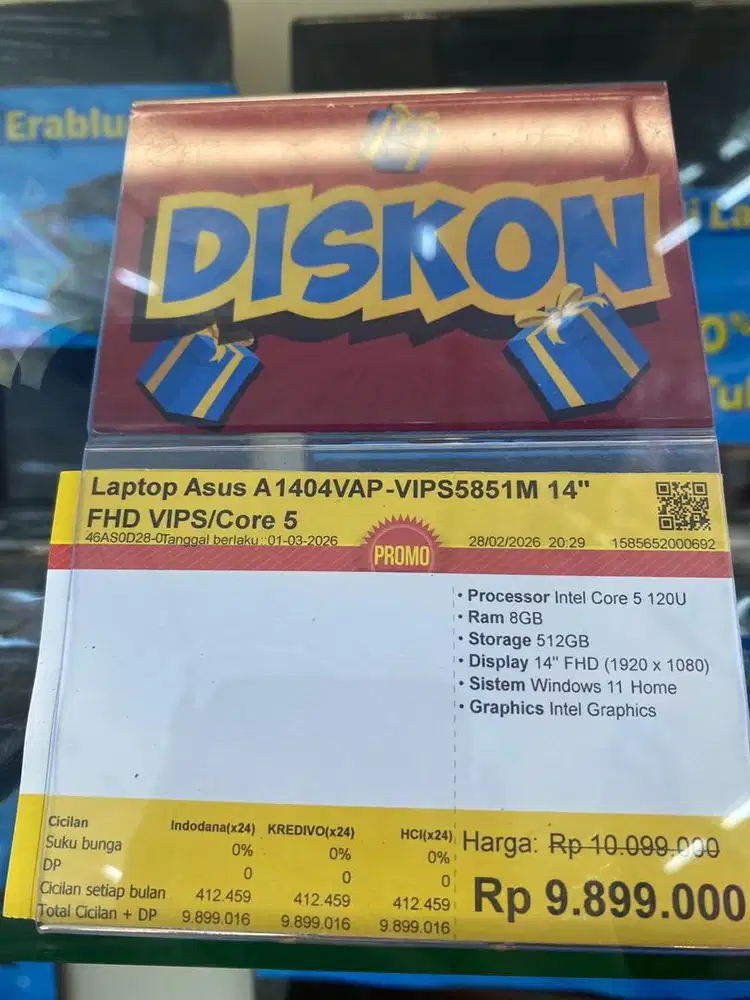 Erablu
DISKON
Laptop Asus A1404VAP-VIPS5851M 14"
FHD VIPS/Core 5
46AS0D28-0Tanggal berlaku: 01-03-2026
PROMO
28/02/2026 20:29 1585652000692
• Processor Intel Core 5 120U
• Ram 8GB
• Storage 512GB
• Display 14" FHD (1920 x 1080)
• Sistem Windows 11 Home
• Graphics Intel Graphics
Cicilan Indodana(x24) KREDIVO(x24) HCI(x24)
Suku bunga 0% 0% 0%
DP 0 0 0
Cicilan setiap bulan 412.459 412.459 412.459
Total Cicilan + DP 9.899.016 9.899.016 9.899.016
Harga: Rp 10.099.000
Rp 9.899.000